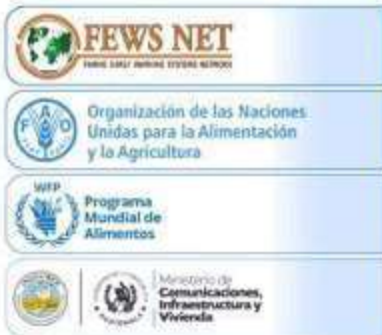 FEWS NET
FAMINE EARLY WARNING SYSTEMS NETWORK
FAO
Organización de las Naciones
Unidas para la Alimentación
y la Agricultura
WFP
Programa
Mundial de
Alimentos
Ministerio de
Comunicaciones,
Infraestructura y
Vivienda